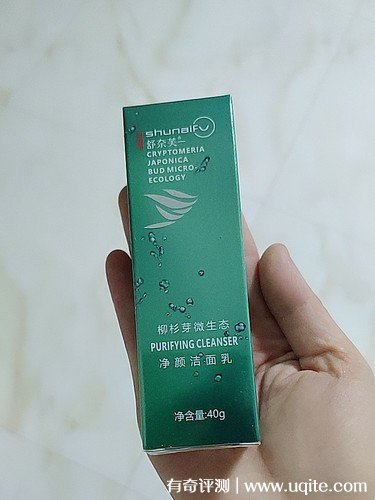 shunaifu
舒奈芙®
CRYPTOMERIA
JAPONICA
BUD MICRO-
ECOLOGY
柳杉芽微生态
PURIFYING CLEANSER
净颜洁面乳
净含量:40g
有奇评测 | www.uqite.com